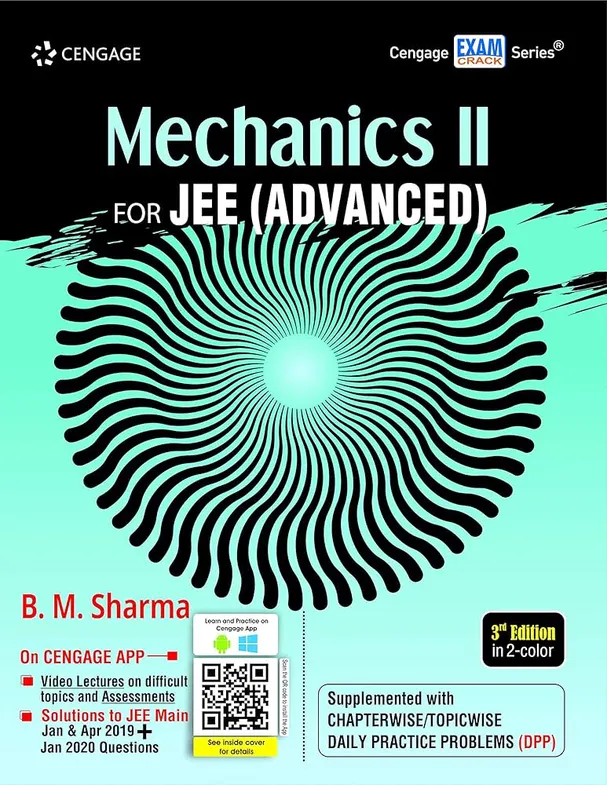 CENGAGE
Cengage EXAM CRACK Series®
Mechanics II
FOR JEE (ADVANCED)
B. M. Sharma
On CENGAGE APP
Video Lectures on difficult
topics and Assessments
Solutions to JEE Main
Jan & Apr 2019 +
Jan 2020 Questions
Learn and Practice on
Cengage App
Scan the QR code to install the App
See inside cover
for details
3rd Edition
in 2-color
Supplemented with
CHAPTERWISE/TOPICWISE
DAILY PRACTICE PROBLEMS (DPP)